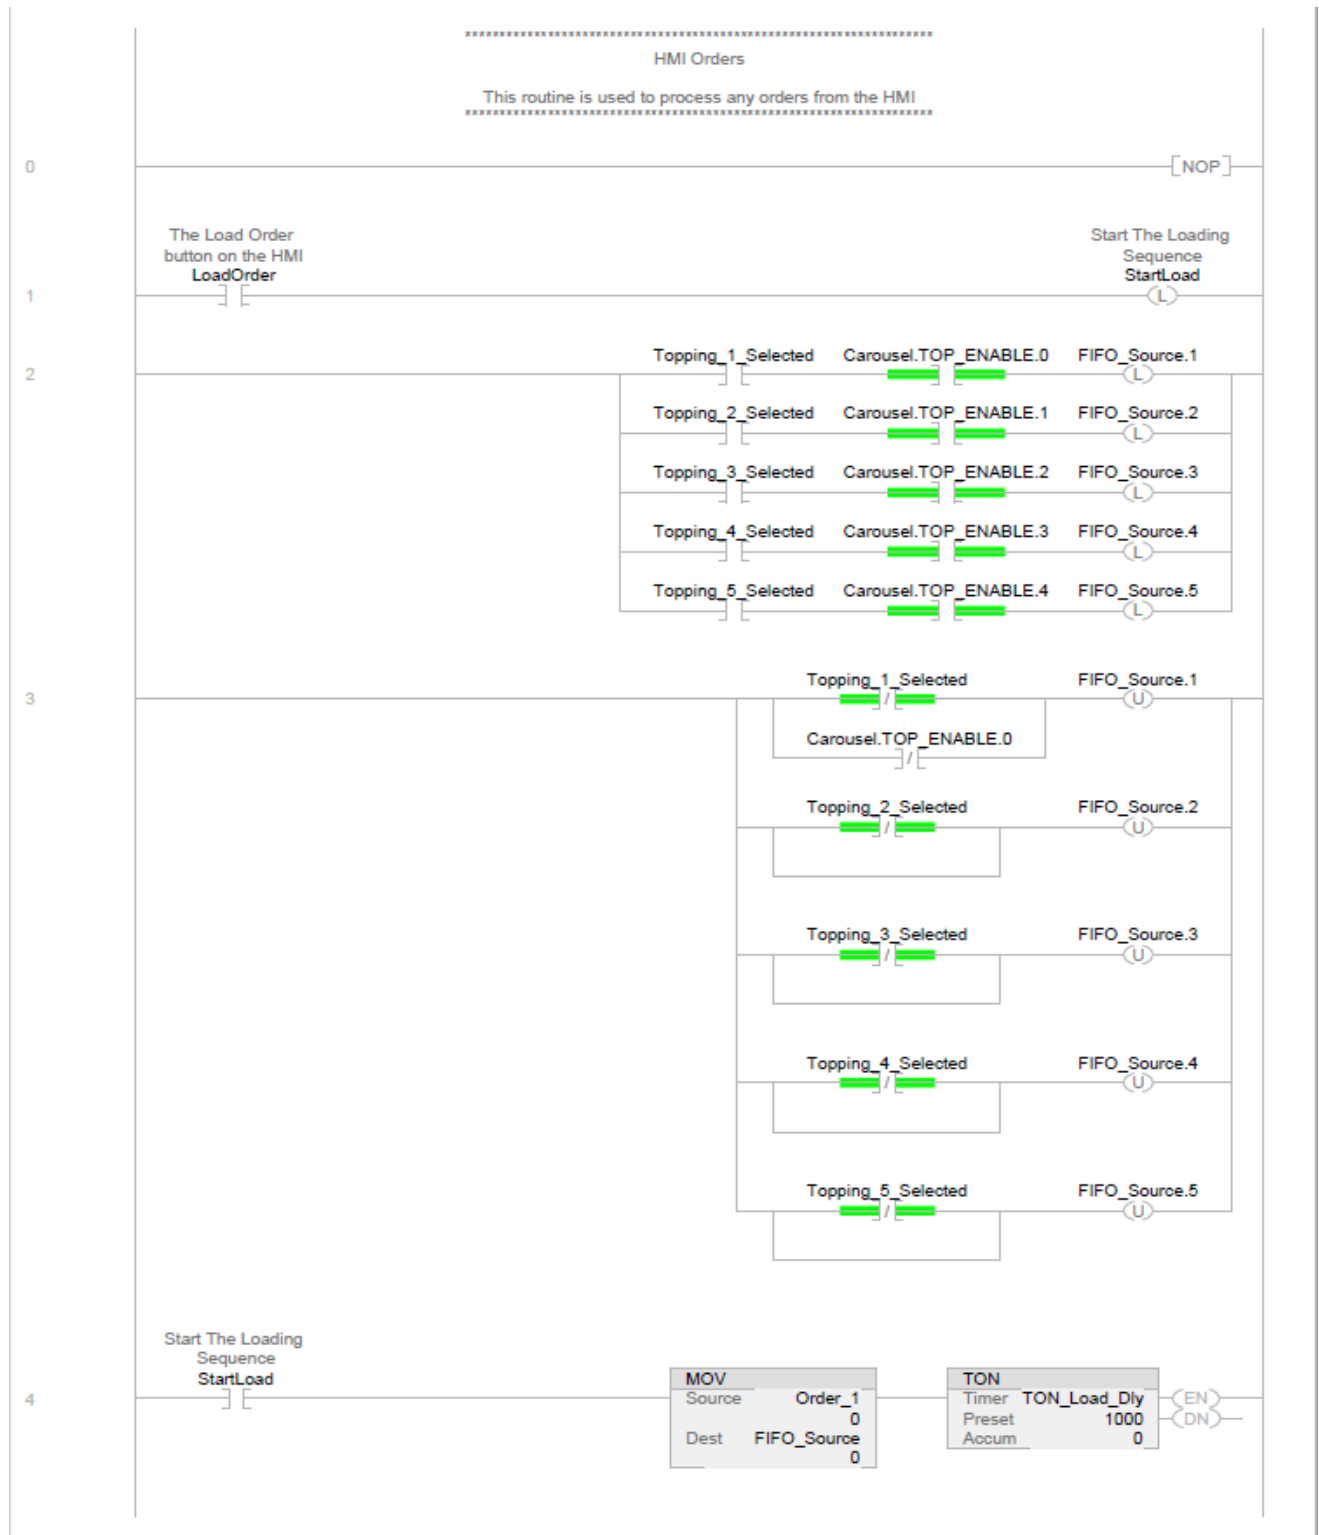 ********************************************************************
HMI Orders
This routine is used to process any orders from the HMI
********************************************************************
0
NOP
The Load Order
button on the HMI
LoadOrder
Start The Loading
Sequence
StartLoad
1
L
Topping_1_Selected Carousel.TOP_ENABLE.0 FIFO_Source.1
2
L
Topping_2_Selected Carousel.TOP_ENABLE.1 FIFO_Source.2
L
Topping_3_Selected Carousel.TOP_ENABLE.2 FIFO_Source.3
L
Topping_4_Selected Carousel.TOP_ENABLE.3 FIFO_Source.4
L
Topping_5_Selected Carousel.TOP_ENABLE.4 FIFO_Source.5
L
Topping_1_Selected FIFO_Source.1
3
/ U
Carousel.TOP_ENABLE.0
/
Topping_2_Selected FIFO_Source.2
/ U
Topping_3_Selected FIFO_Source.3
/ U
Topping_4_Selected FIFO_Source.4
/ U
Topping_5_Selected FIFO_Source.5
/ U
Start The Loading
Sequence
StartLoad
4
MOV
Source Order_1
0
Dest FIFO_Source
0
TON
Timer TON_Load_Dly
Preset 1000
Accum 0
EN
DN